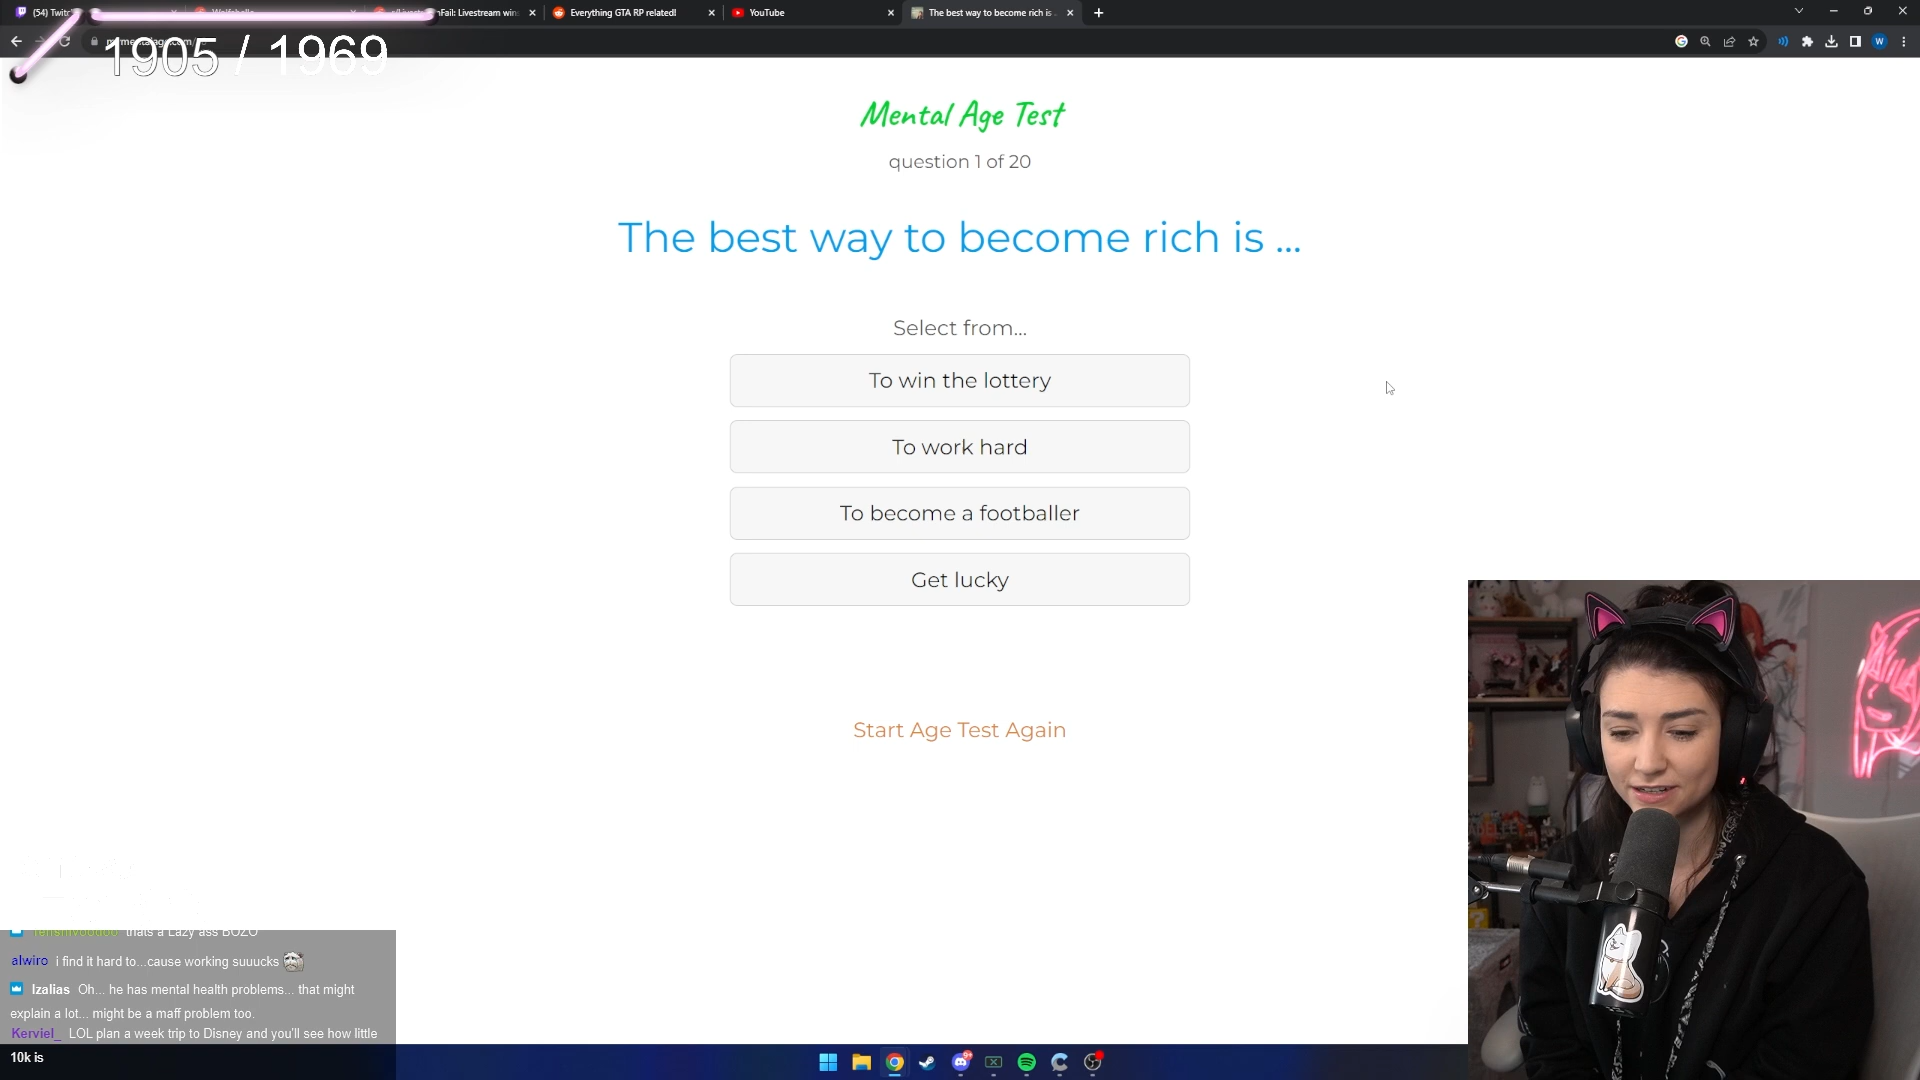 (54) Twitc
Fail: Livestream win
Everything GTA RP related!
YouTube
The best way to become rich is
W
1905 / 1969
Mental Age Test
question 1 of 20
The best way to become rich is ...
Select from...
To win the lottery
To work hard
To become a footballer
Get lucky
Start Age Test Again
thats a Lazy ass BOZO
alwiro i find it hard to...cause working suuucks
Izalias Oh... he has mental health problems... that might
explain a lot... might be a maff problem too.
Kerviel_ LOL plan a week trip to Disney and you'll see how little
10k is